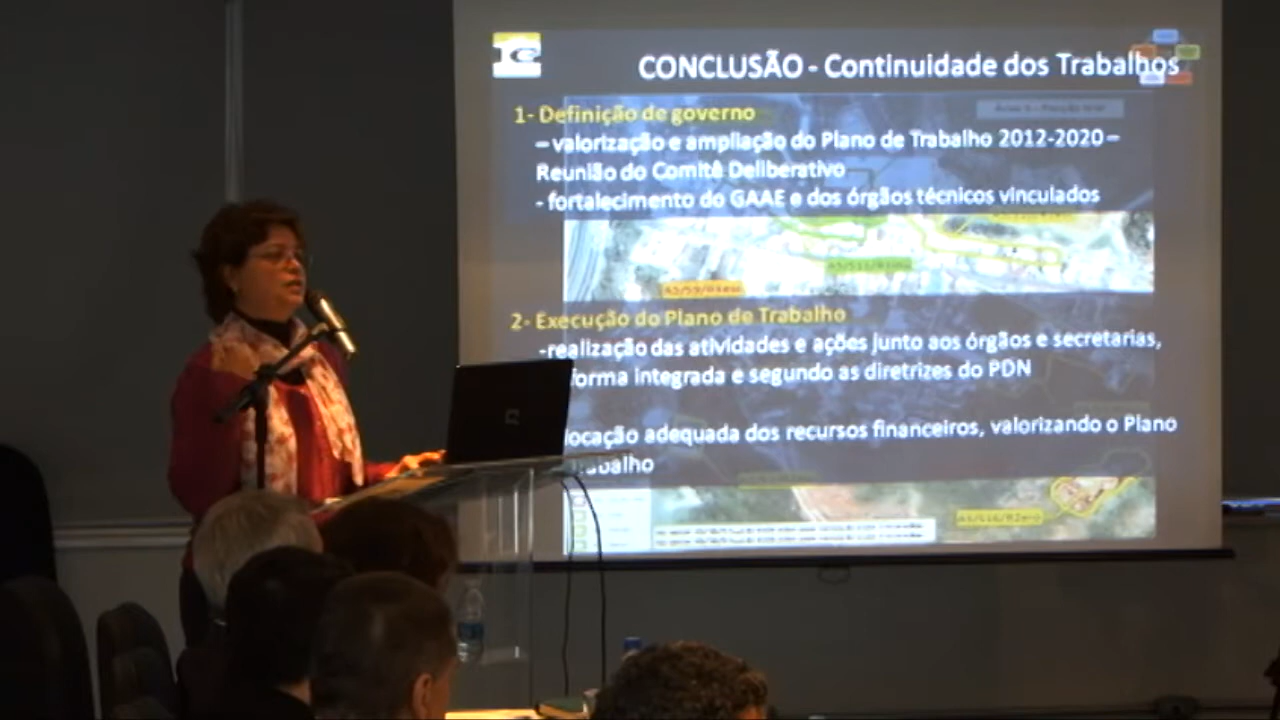 CONCLUSÃO - Continuidade dos Trabalhos
1- Definição de governo
– valorização e ampliação do Plano de Trabalho 2012-2020 –
Reunião do Comitê Deliberativo
- fortalecimento do GAAE e dos órgãos técnicos vinculados
2- Execução do Plano de Trabalho
-realização das atividades e ações junto aos órgãos e secretarias,
forma integrada e segundo as diretrizes do PDN
locação adequada dos recursos financeiros, valorizando o Plano